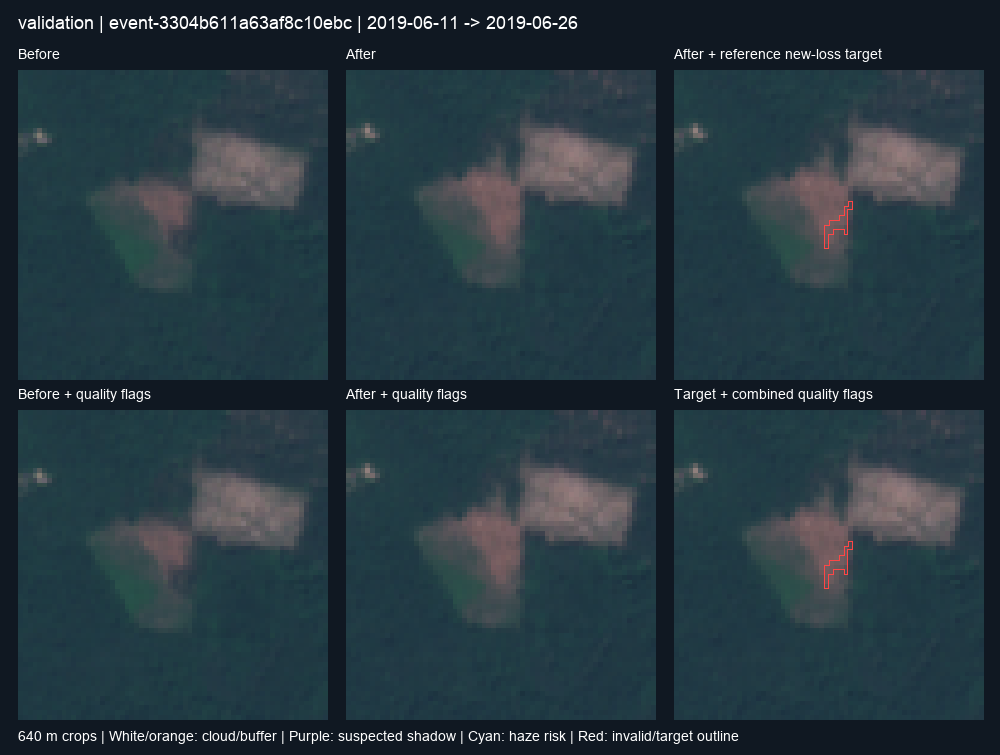 validation | event-3304b611a63af8c10ebc | 2019-06-11 -> 2019-06-26
Before
After
After + reference new-loss target
Before + quality flags
After + quality flags
Target + combined quality flags
640 m crops | White/orange: cloud/buffer | Purple: suspected shadow | Cyan: haze risk | Red: invalid/target outline